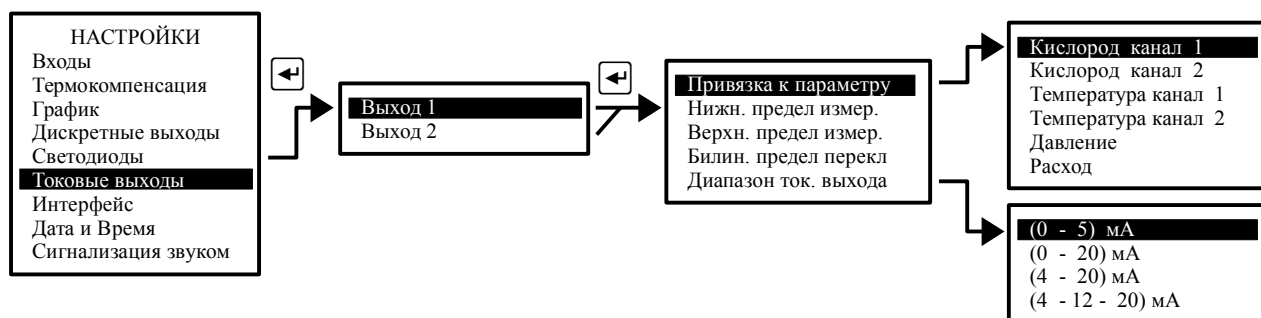 НАСТРОЙКИ
Входы
Термокомпенсация
График
Дискретные выходы
Светодиоды
Токовые выходы
Интерфейс
Дата и Время
Сигнализация звуком
Выход 1
Выход 2
Привязка к параметру
Нижн. предел измер.
Верхн. предел измер.
Билин. предел перекл
Диапазон ток. выхода
Кислород канал 1
Кислород канал 2
Температура канал 1
Температура канал 2
Давление
Расход
(0 - 5) мА
(0 - 20) мА
(4 - 20) мА
(4 - 12 - 20) мА